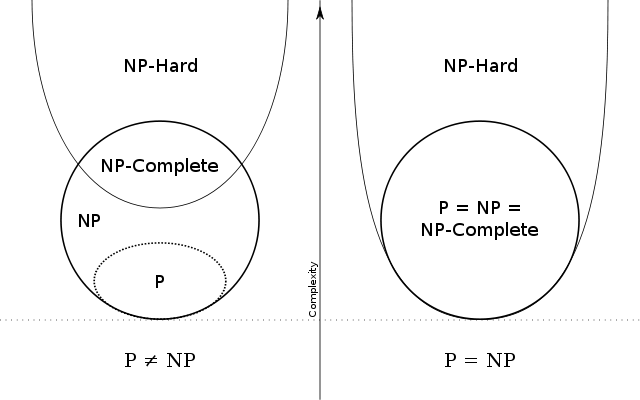 NP-Hard
NP-Complete
NP
P
P ≠ NP
Complexity
NP-Hard
P = NP =
NP-Complete
P = NP